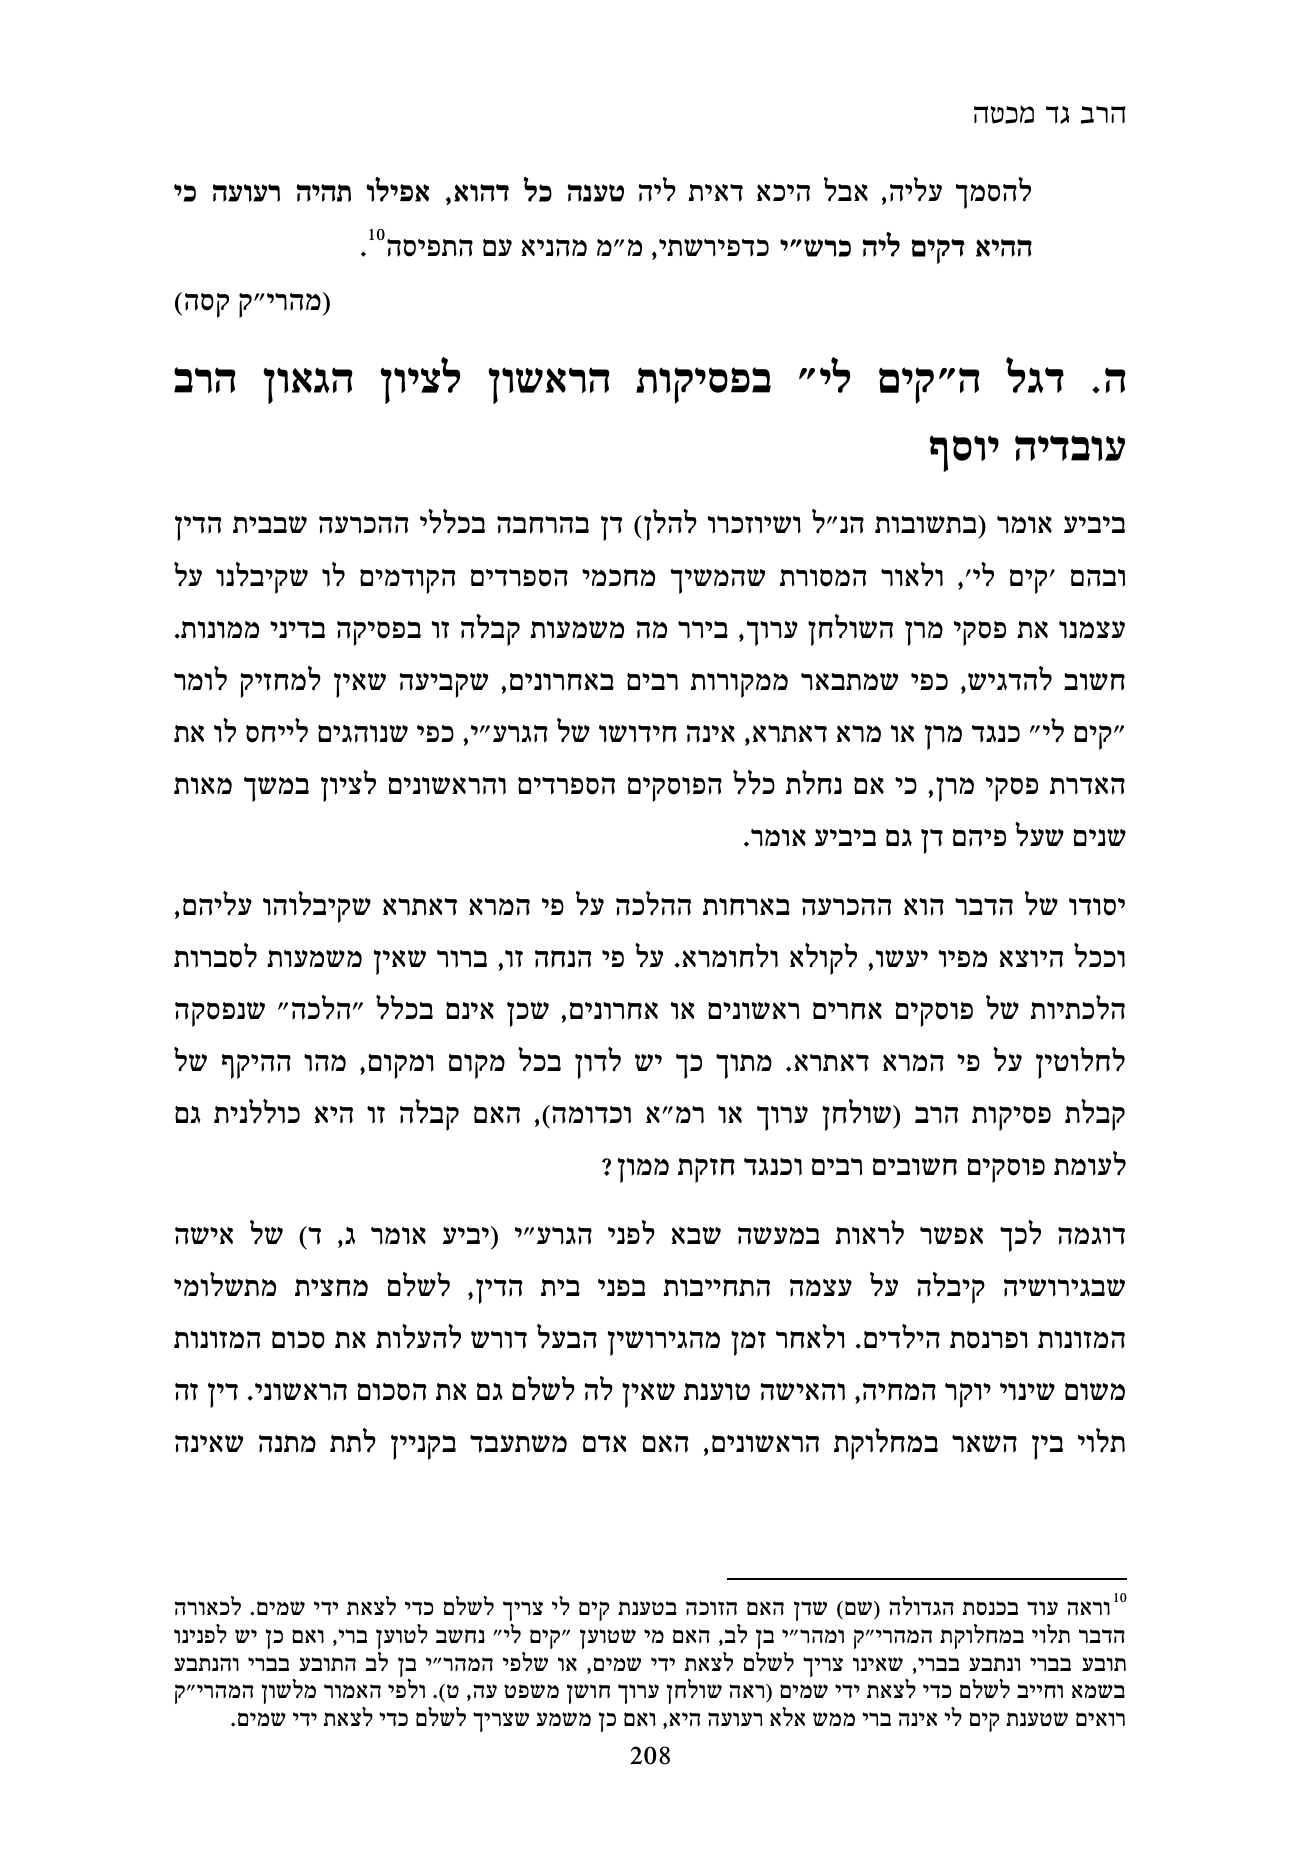 הרב גד מכטה
להסמך עליה, אבל היכא דאית ליה טענה כל דהוא, אפילו תהיה רעועה כי
ההיא דקים ליה כרש״י כדפירשתי, מ״מ מהניא עם התפיסה10.
(מהרי״ק קסה)
ה. דגל ה״קים לי״ בפסיקות הראשון לציון הגאון הרב
עובדיה יוסף
ביביע אומר (בתשובות הנ״ל ושיוזכרו להלן) דן בהרחבה בכללי ההכרעה שבבית הדין
ובהם ׳קים לי׳, ולאור המסורת שהמשיך מחכמי הספרדים הקודמים לו שקיבלנו על
עצמנו את פסקי מרן השולחן ערוך, בירר מה משמעות קבלה זו בפסיקה בדיני ממונות.
חשוב להדגיש, כפי שמתבאר ממקורות רבים באחרונים, שקביעה שאין למחזיק לומר
״קים לי״ כנגד מרן או מרא דאתרא, אינה חידושו של הגרע״י, כפי שנוהגים לייחס לו את
האדרת פסקי מרן, כי אם נחלת כלל הפוסקים הספרדים והראשונים לציון במשך מאות
שנים שעל פיהם דן גם ביביע אומר.
יסודו של הדבר הוא ההכרעה בארחות ההלכה על פי המרא דאתרא שקיבלוהו עליהם,
וככל היוצא מפיו יעשו, לקולא ולחומרא. על פי הנחה זו, ברור שאין משמעות לסברות
הלכתיות של פוסקים אחרים ראשונים או אחרונים, שכן אינם בכלל ״הלכה״ שנפסקה
לחלוטין על פי המרא דאתרא. מתוך כך יש לדון בכל מקום ומקום, מהו ההיקף של
קבלת פסיקות הרב (שולחן ערוך או רמ״א וכדומה), האם קבלה זו היא כוללנית גם
לעומת פוסקים חשובים רבים וכנגד חזקת ממון?
דוגמה לכך אפשר לראות במעשה שבא לפני הגרע״י (יביע אומר ג, ד) של אישה
שבגירושיה קיבלה על עצמה התחייבות בפני בית הדין, לשלם מחצית מתשלומי
המזונות ופרנסת הילדים. ולאחר זמן מהגירושין הבעל דורש להעלות את סכום המזונות
משום שינוי יוקר המחיה, והאישה טוענת שאין לה לשלם גם את הסכום הראשוני. דין זה
תלוי בין השאר במחלוקת הראשונים, האם אדם משתעבד בקניין לתת מתנה שאינה
10וראה עוד בכנסת הגדולה (שם) שדן האם הזוכה בטענת קים לי צריך לשלם כדי לצאת ידי שמים. לכאורה
הדבר תלוי במחלוקת המהרי״ק ומהר״י בן לב, האם מי שטוען ״קים לי״ נחשב לטוען ברי, ואם כן יש לפנינו
תובע בברי ונתבע בברי, שאינו צריך לשלם לצאת ידי שמים, או שלפי המהר״י בן לב התובע בברי והנתבע
בשמא וחייב לשלם כדי לצאת ידי שמים (ראה שולחן ערוך חושן משפט עה, ט). ולפי האמור מלשון המהרי״ק
רואים שטענת קים לי אינה ברי ממש אלא רעועה היא, ואם כן משמע שצריך לשלם כדי לצאת ידי שמים.
208